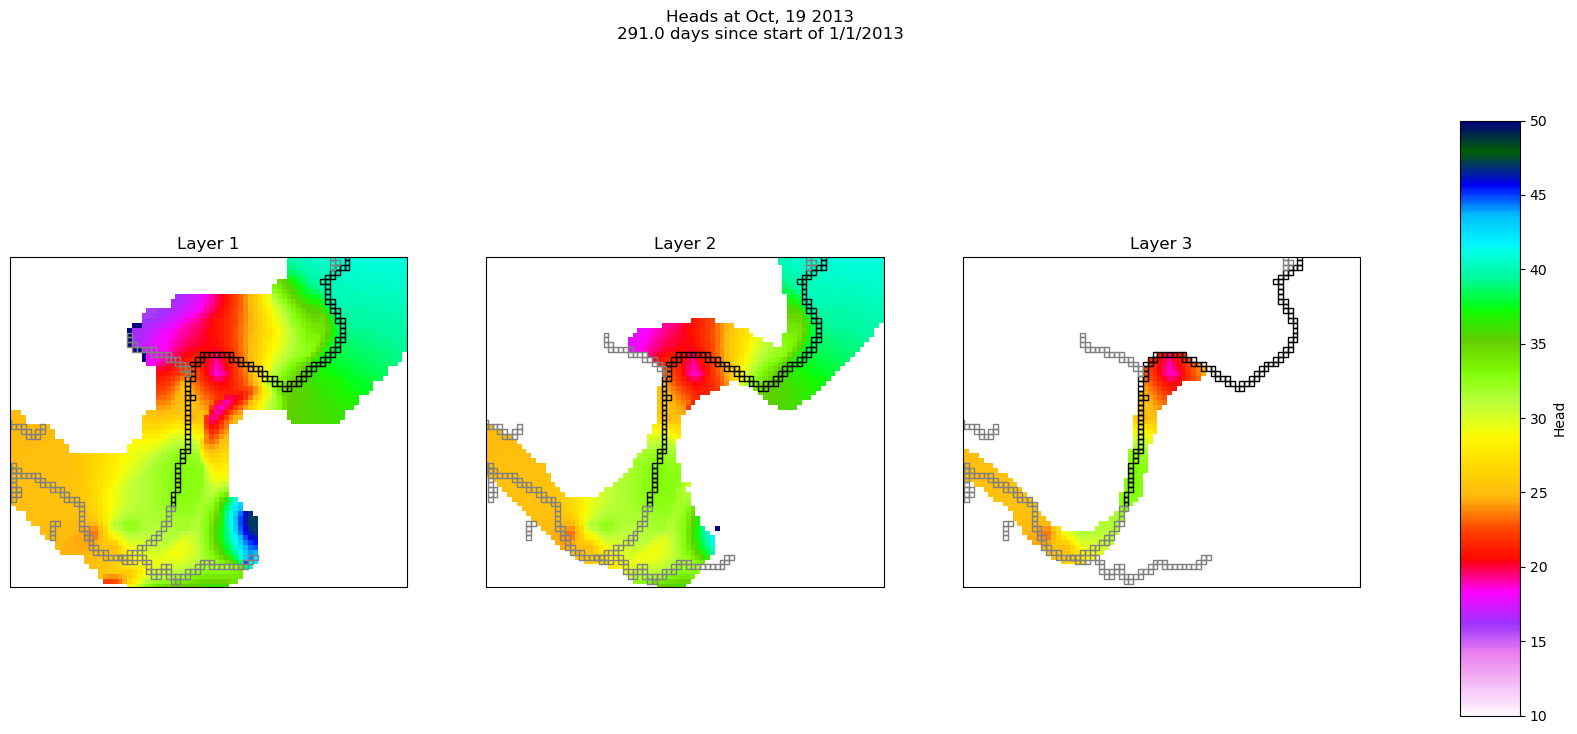 Heads at Oct, 19 2013
291.0 days since start of 1/1/2013
Layer 1
Layer 2
Layer 3
50
45
40
35
30
25
20
15
10
Head